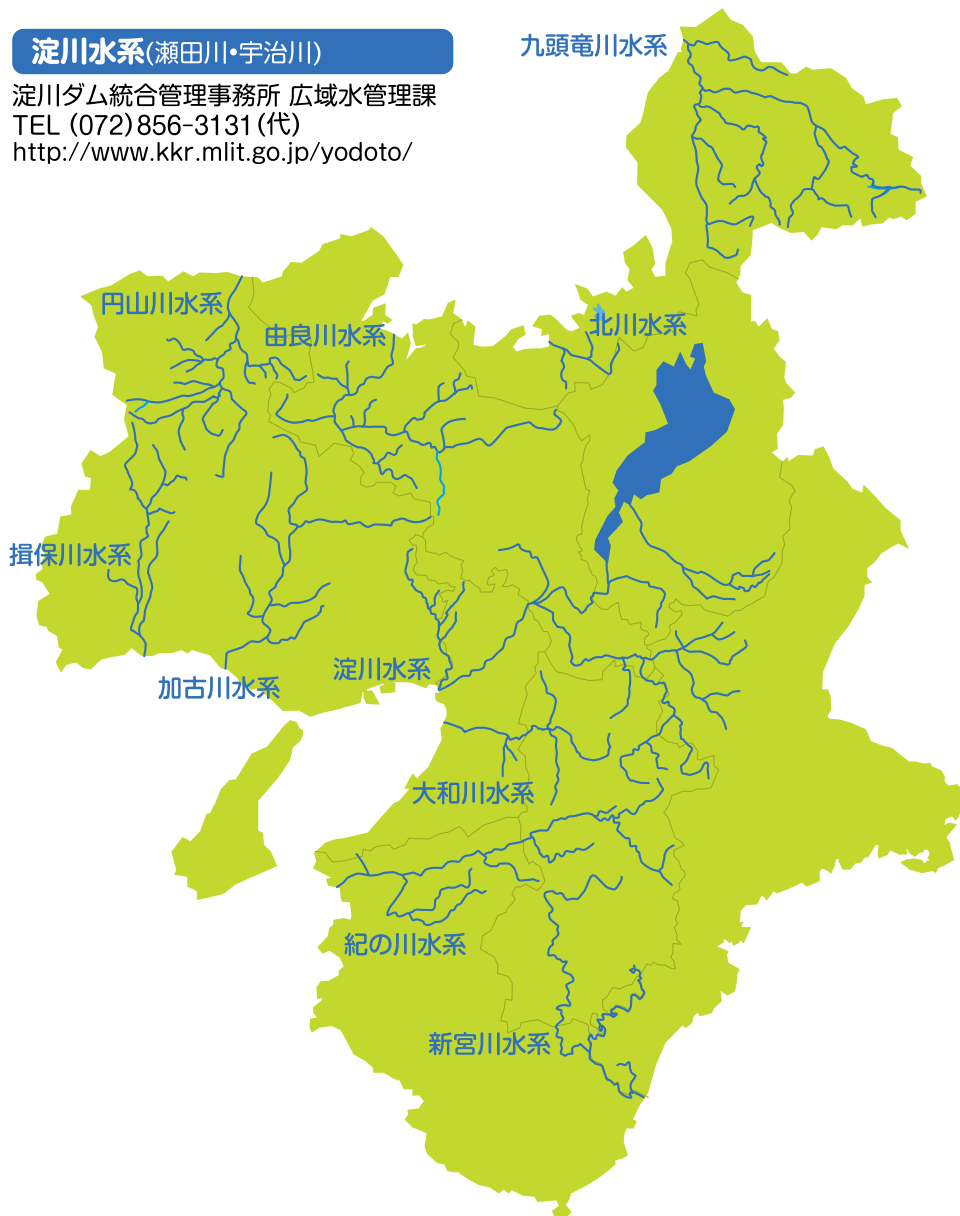 淀川水系(瀬田川・宇治川)
淀川ダム統合管理事務所 広域水管理課
TEL (072)856-3131(代)
http://www.kkr.mlit.go.jp/yodoto/
九頭竜川水系
円山川水系
由良川水系
北川水系
揖保川水系
加古川水系
淀川水系
大和川水系
紀の川水系
新宮川水系